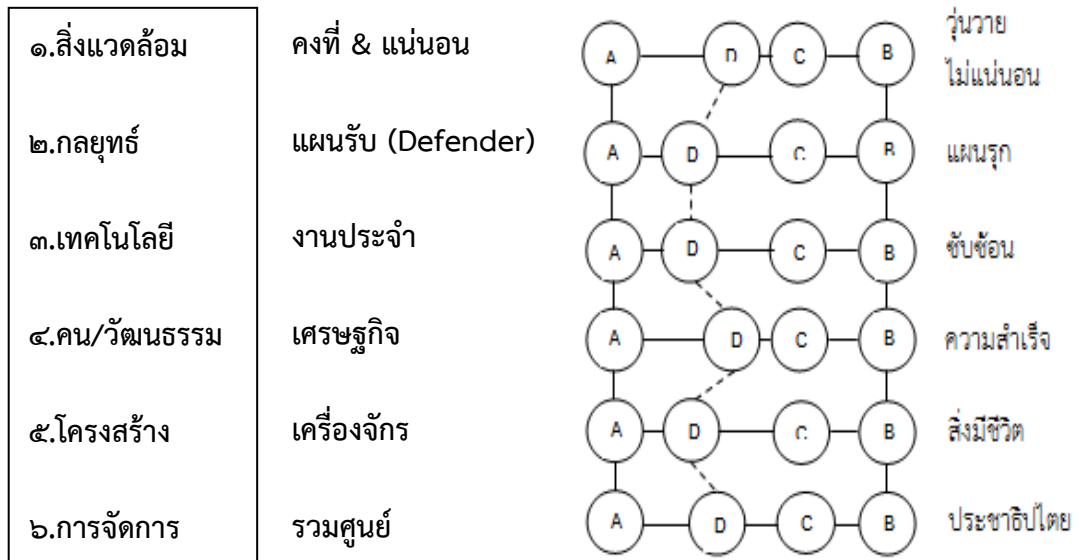 ๑.สิ่งแวดล้อม คงที่ & แน่นอน A D C B วุ่นวาย
ไม่แน่นอน
๒.กลยุทธ์ แผนรับ (Defender) A D C B แผนรุก
๓.เทคโนโลยี งานประจำ A D C B ซับซ้อน
๔.คน/วัฒนธรรม เศรษฐกิจ A D C B ความสำเร็จ
๕.โครงสร้าง เครื่องจักร A D C B สิ่งมีชีวิต
๖.การจัดการ รวมศูนย์ A D C B ประชาธิปไตย